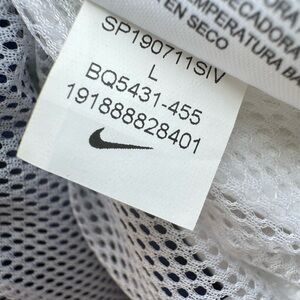 SP190711SIV
L
BQ5431-455
191888828401
EN SECO